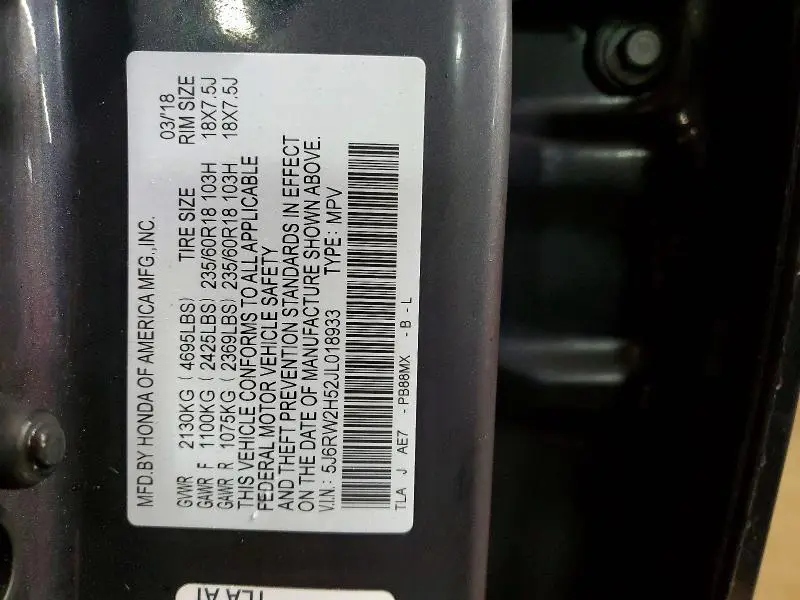 MFD.BY HONDA OF AMERICA MFG.,INC.
03/'18
GVWR 2130KG ( 4695LBS) TIRE SIZE RIM SIZE
GAWR F 1100KG ( 2425LBS) 235/60R18 103H 18X7.5J
GAWR R 1075KG ( 2369LBS) 235/60R18 103H 18X7.5J
THIS VEHICLE CONFORMS TO ALL APPLICABLE
FEDERAL MOTOR VEHICLE SAFETY
AND THEFT PREVENTION STANDARDS IN EFFECT
ON THE DATE OF MANUFACTURE SHOWN ABOVE.
V.I.N.: 5J6RW2H52JL018933 TYPE: MPV
TLA J AE7 - PB88MX - B - L